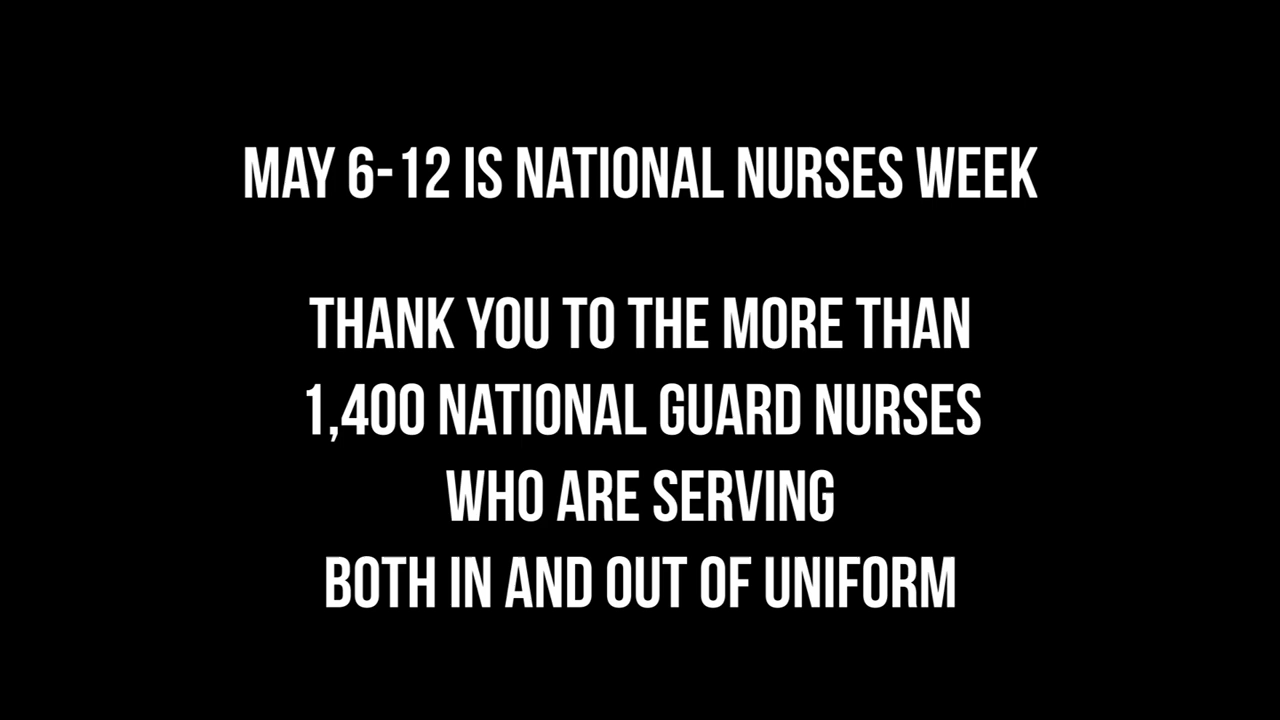 MAY 6-12 IS NATIONAL NURSES WEEK
THANK YOU TO THE MORE THAN
1,400 NATIONAL GUARD NURSES
WHO ARE SERVING
BOTH IN AND OUT OF UNIFORM